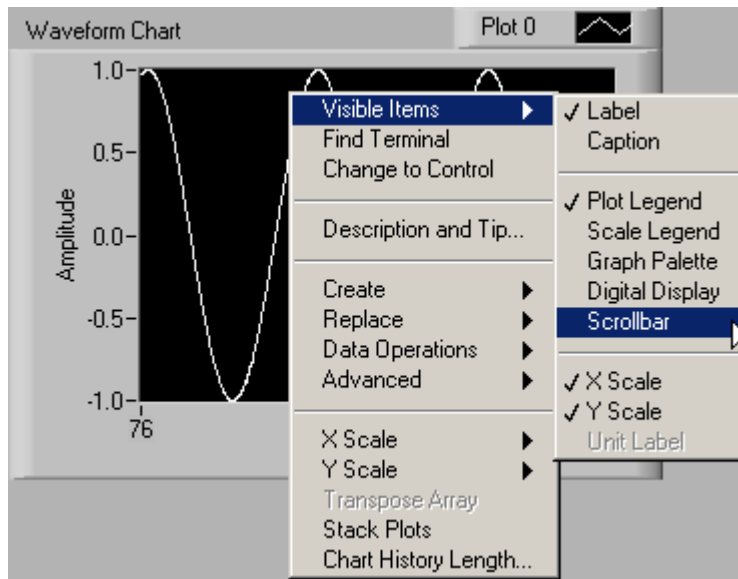 Waveform Chart
Plot 0
Amplitude
1.0
0.5
0.0
-0.5
-1.0
76
Visible Items
Find Terminal
Change to Control
Description and Tip...
Create
Replace
Data Operations
Advanced
X Scale
Y Scale
Transpose Array
Stack Plots
Chart History Length...
Label
Caption
Plot Legend
Scale Legend
Graph Palette
Digital Display
Scrollbar
X Scale
Y Scale
Unit Label